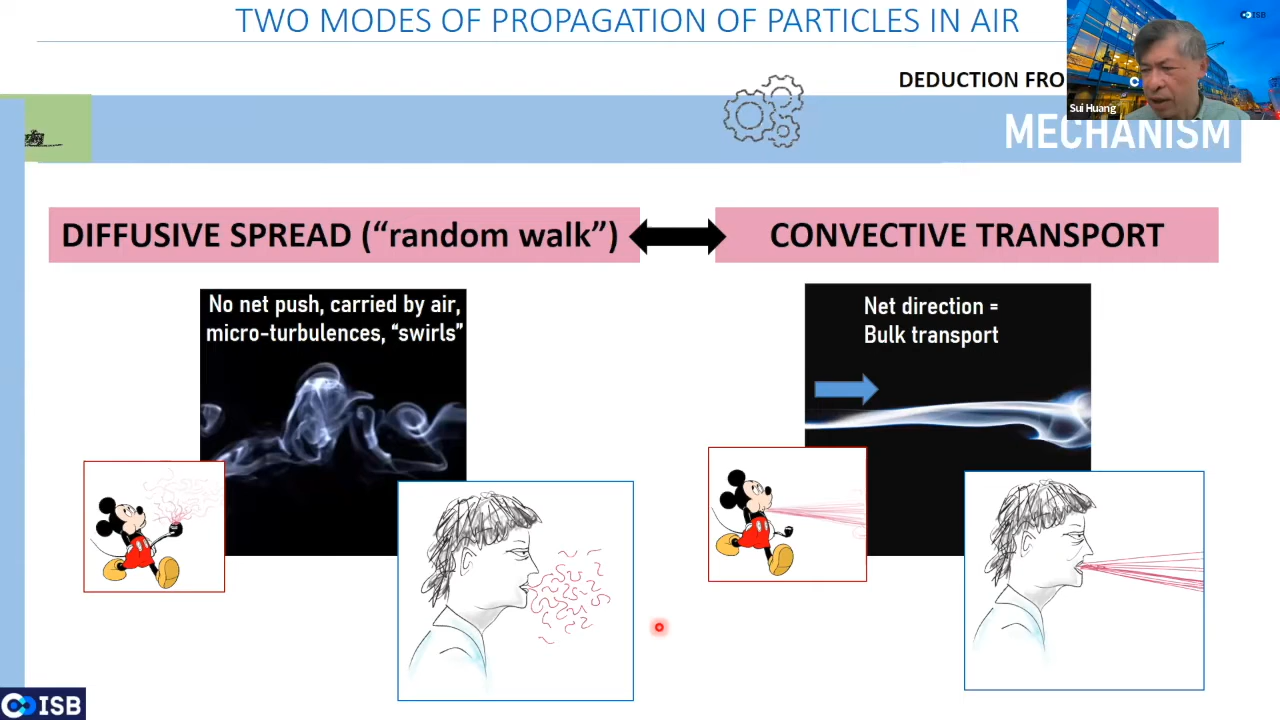 TWO MODES OF PROPAGATION OF PARTICLES IN AIR
ISB
DEDUCTION FRO
Sui Huang
MECHANISM
DIFFUSIVE SPREAD (“random walk”)
CONVECTIVE TRANSPORT
No net push, carried by air,
micro-turbulences, “swirls”
Net direction =
Bulk transport
ISB